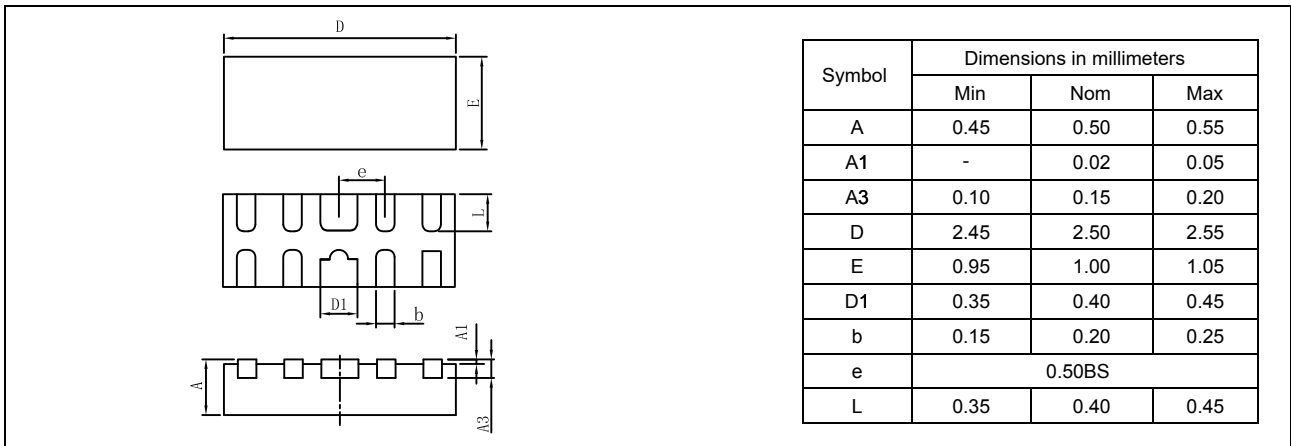 D
E
e
L
D1
b
A1
A
A3
Symbol Dimensions in millimeters
Min Nom Max
A 0.45 0.50 0.55
A1 - 0.02 0.05
A3 0.10 0.15 0.20
D 2.45 2.50 2.55
E 0.95 1.00 1.05
D1 0.35 0.40 0.45
b 0.15 0.20 0.25
e 0.50BS
L 0.35 0.40 0.45